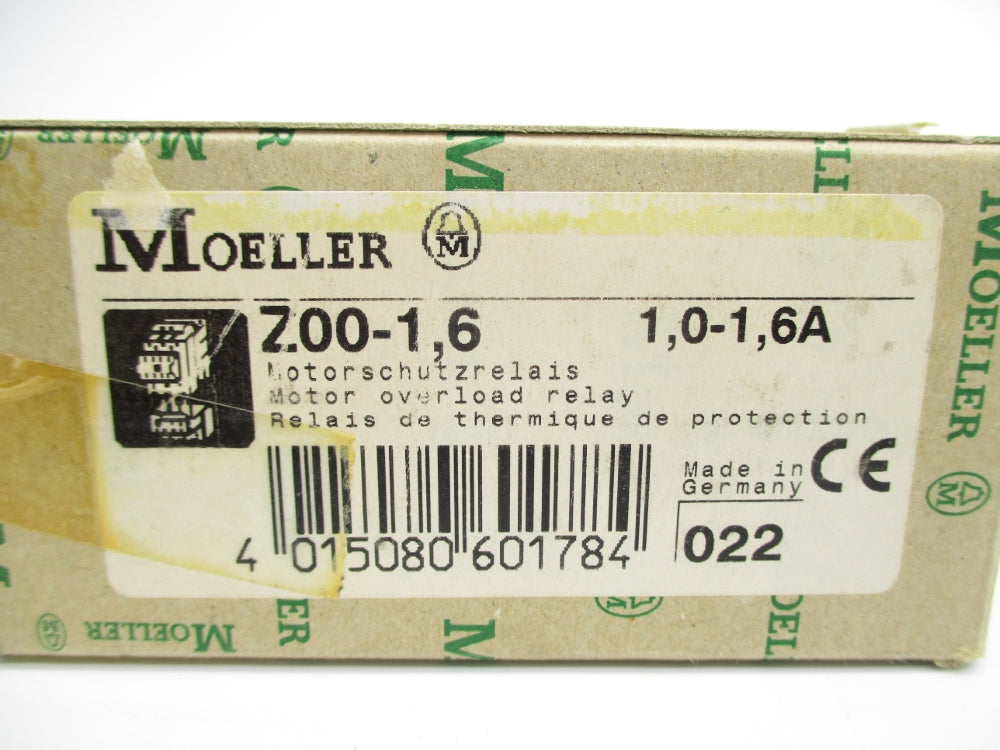 MOELLER
MOELLER
MOELLER M
Z00-1,6 1,0-1,6A
Motorschutzrelais
Motor overload relay
Relais de thermique de protection
Made in
Germany
CE
4 015080 601784
022
MOELLER
M
MOELLER
M